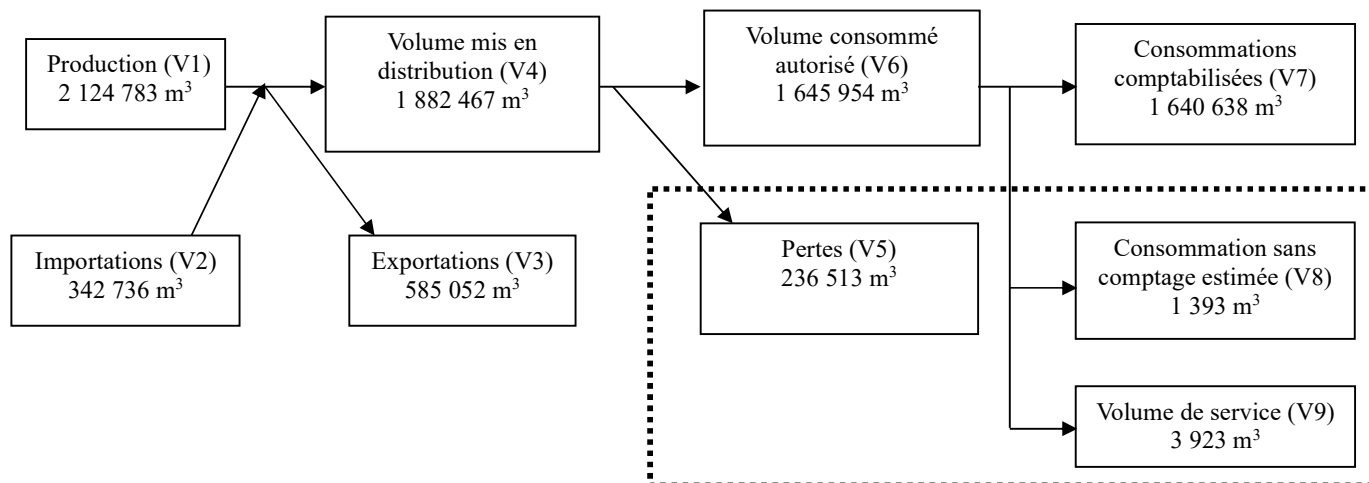 Production (V1)
2 124 783 m³
Volume mis en
distribution (V4)
1 882 467 m³
Volume consommé
autorisé (V6)
1 645 954 m³
Consommations
comptabilisées (V7)
1 640 638 m³
Importations (V2)
342 736 m³
Exportations (V3)
585 052 m³
Pertes (V5)
236 513 m³
Consommation sans
comptage estimée (V8)
1 393 m³
Volume de service (V9)
3 923 m³